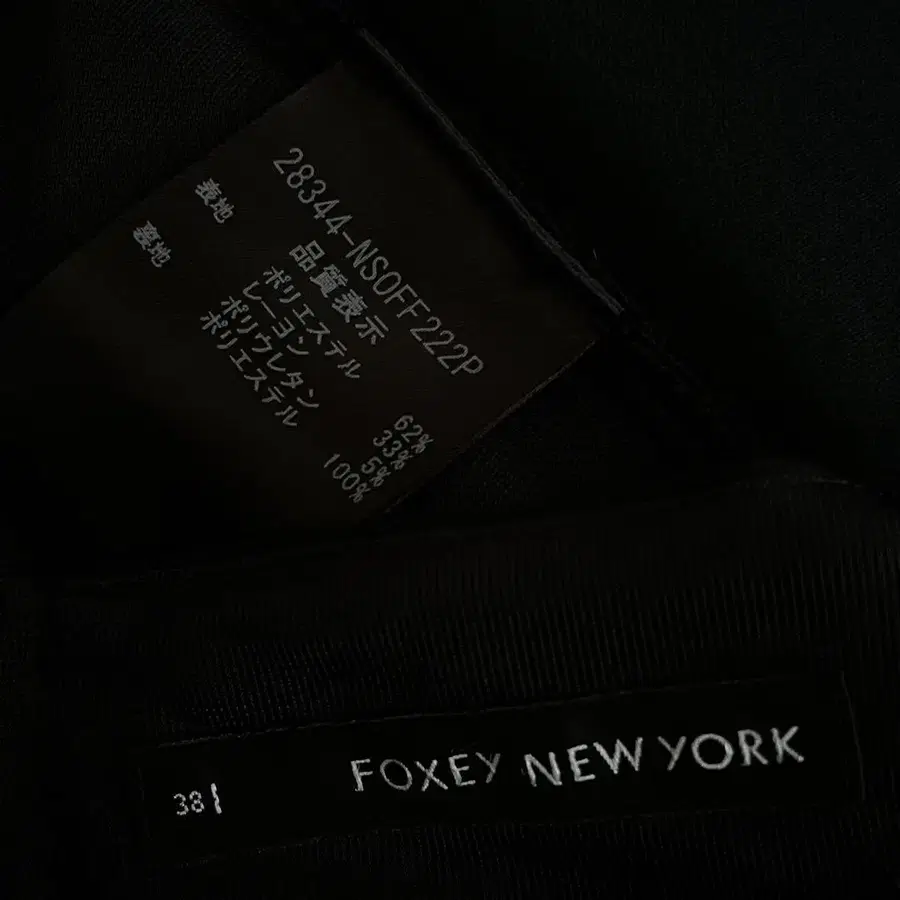 28344-NSOFF222P
品質表示
表地 ポリエステル 62%
レーヨン 33%
ポリウレタン 5%
裏地 ポリエステル 100%
38
FOXEY NEW YORK